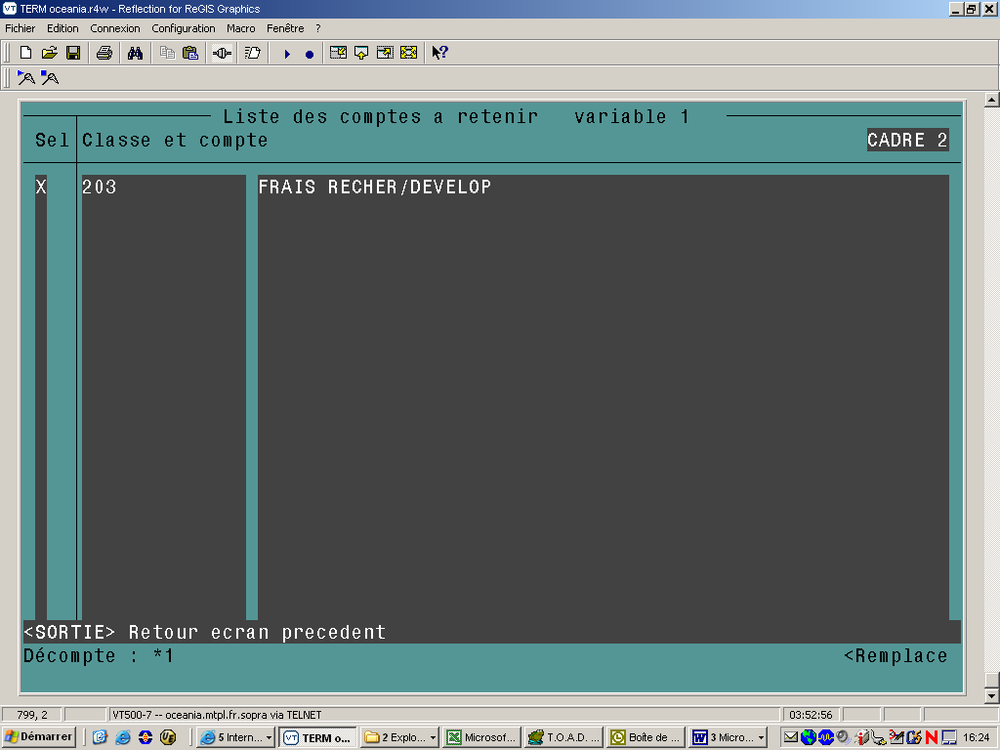 TERM oceania.r4w - Reflection for ReGIS Graphics
Fichier Edition Connexion Configuration Macro Fenêtre ?
Liste des comptes a retenir variable 1
Sel Classe et compte CADRE 2
X 203 FRAIS RECHER/DEVELOP
<SORTIE> Retour ecran precedent
Décompte : *1 <Remplace
799, 2 VT500-7 -- oceania.mtpl.fr.sopra via TELNET 03:52:56
Démarrer 5 Intern... TERM o... 2 Explo... Microsof... T.O.A.D. ... Boîte de ... 3 Micro... 16:24